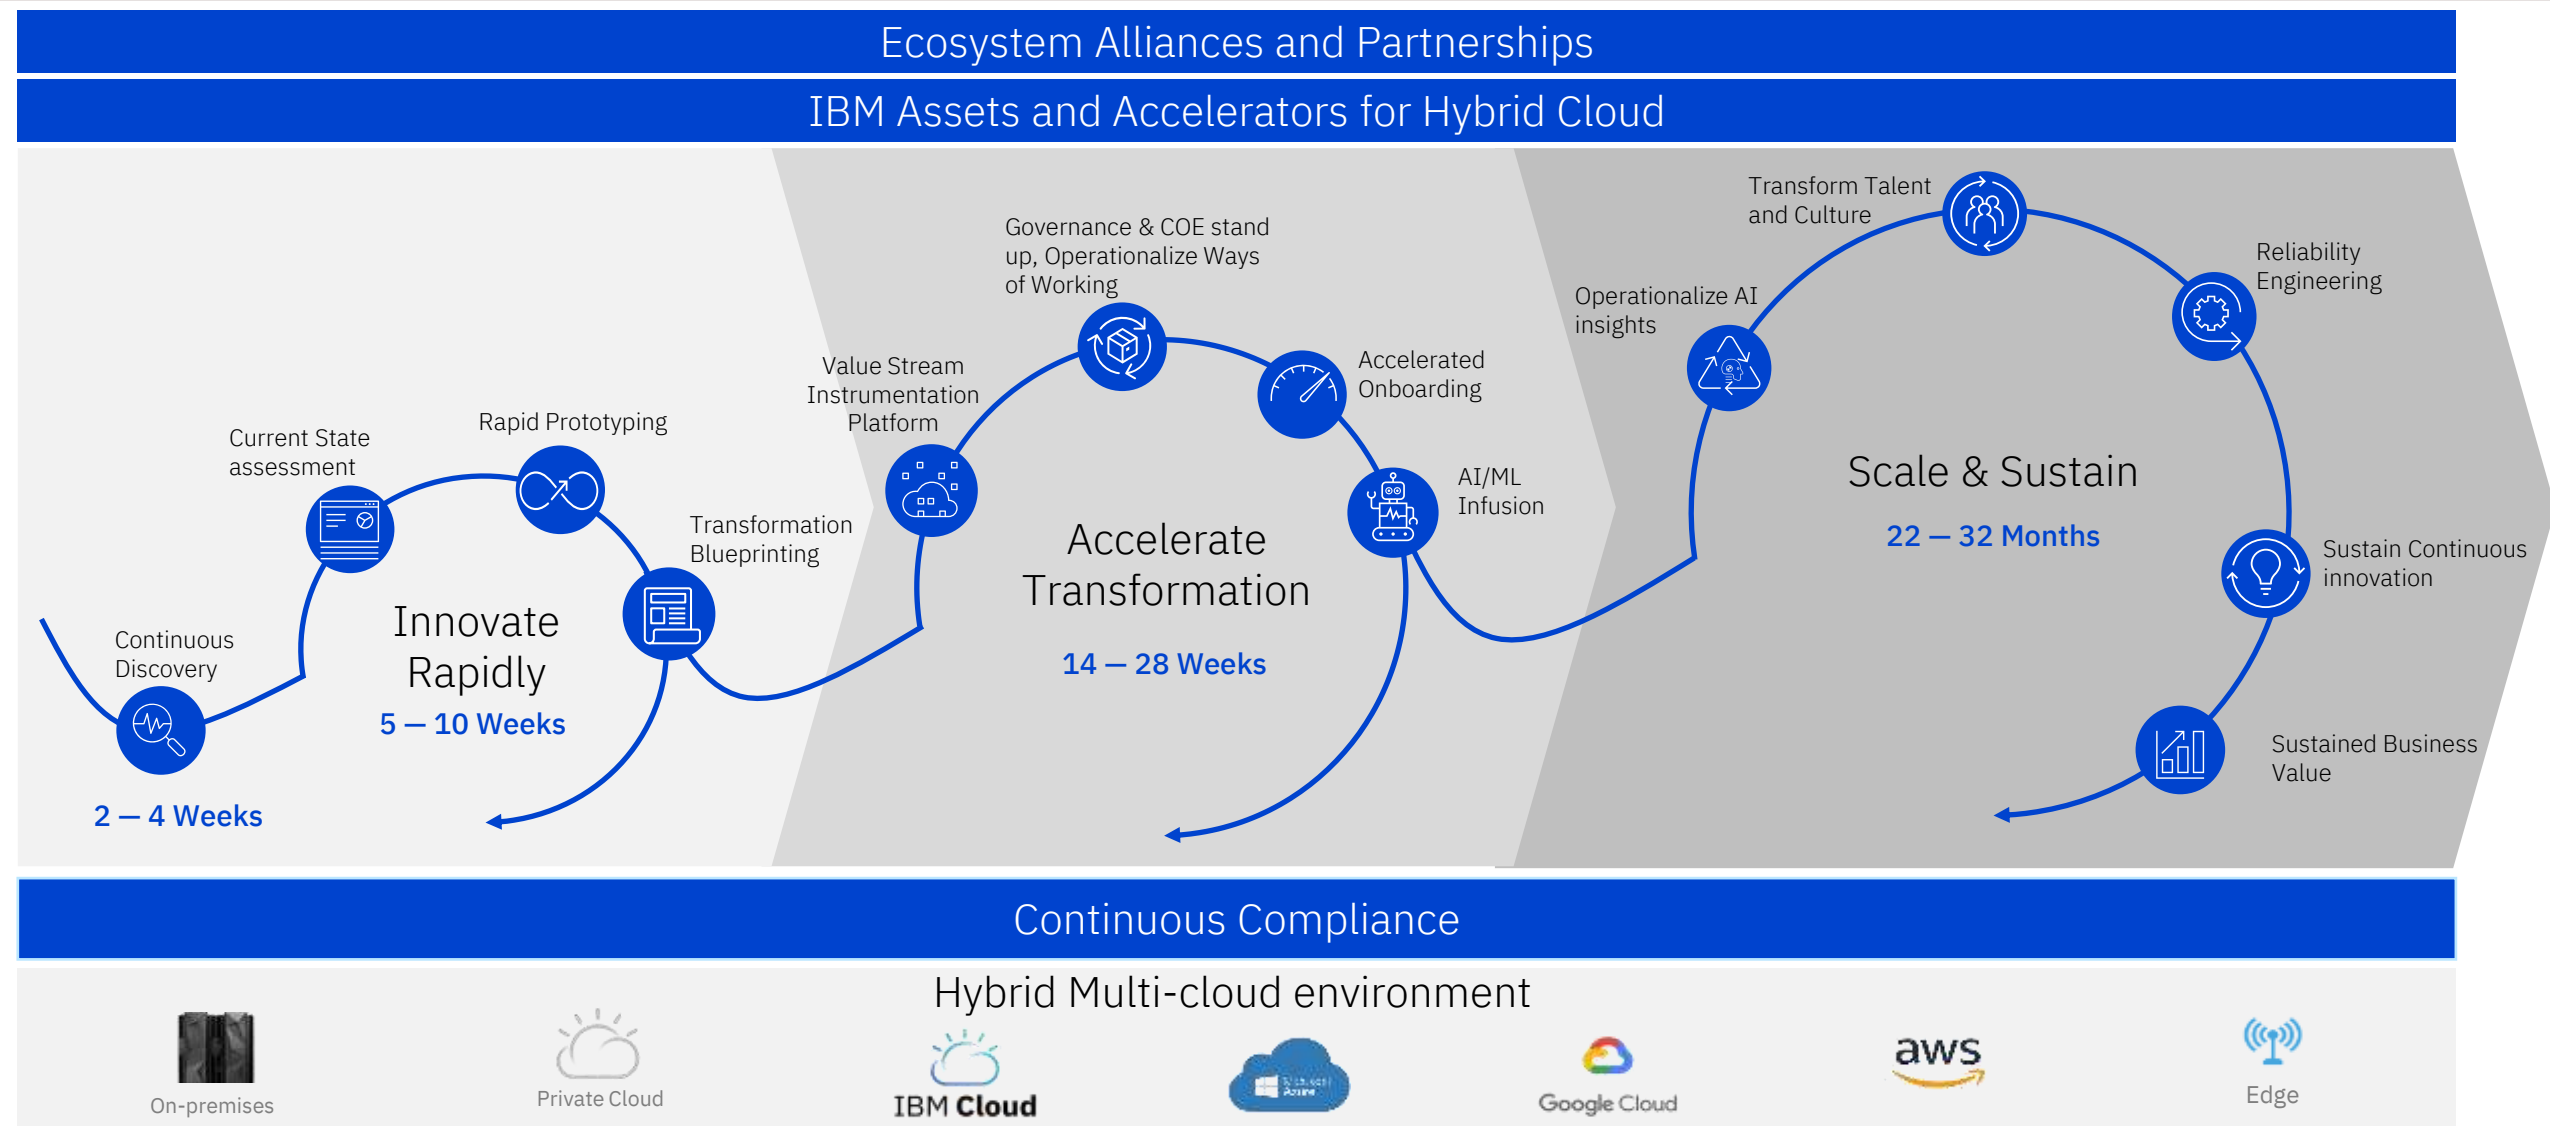 Ecosystem Alliances and Partnerships
IBM Assets and Accelerators for Hybrid Cloud
Continuous
Discovery
2 — 4 Weeks
Current State
assessment
Rapid Prototyping
Transformation
Blueprinting
Innovate
Rapidly
5 — 10 Weeks
Value Stream
Instrumentation
Platform
Governance & COE stand
up, Operationalize Ways
of Working
Accelerated
Onboarding
AI/ML
Infusion
Accelerate
Transformation
14 — 28 Weeks
Operationalize AI
insights
Transform Talent
and Culture
Reliability
Engineering
Sustain Continuous
innovation
Sustained Business
Value
Scale & Sustain
22 — 32 Months
Continuous Compliance
Hybrid Multi-cloud environment
On-premises
Private Cloud
IBM Cloud
Azure
Google Cloud
aws
Edge